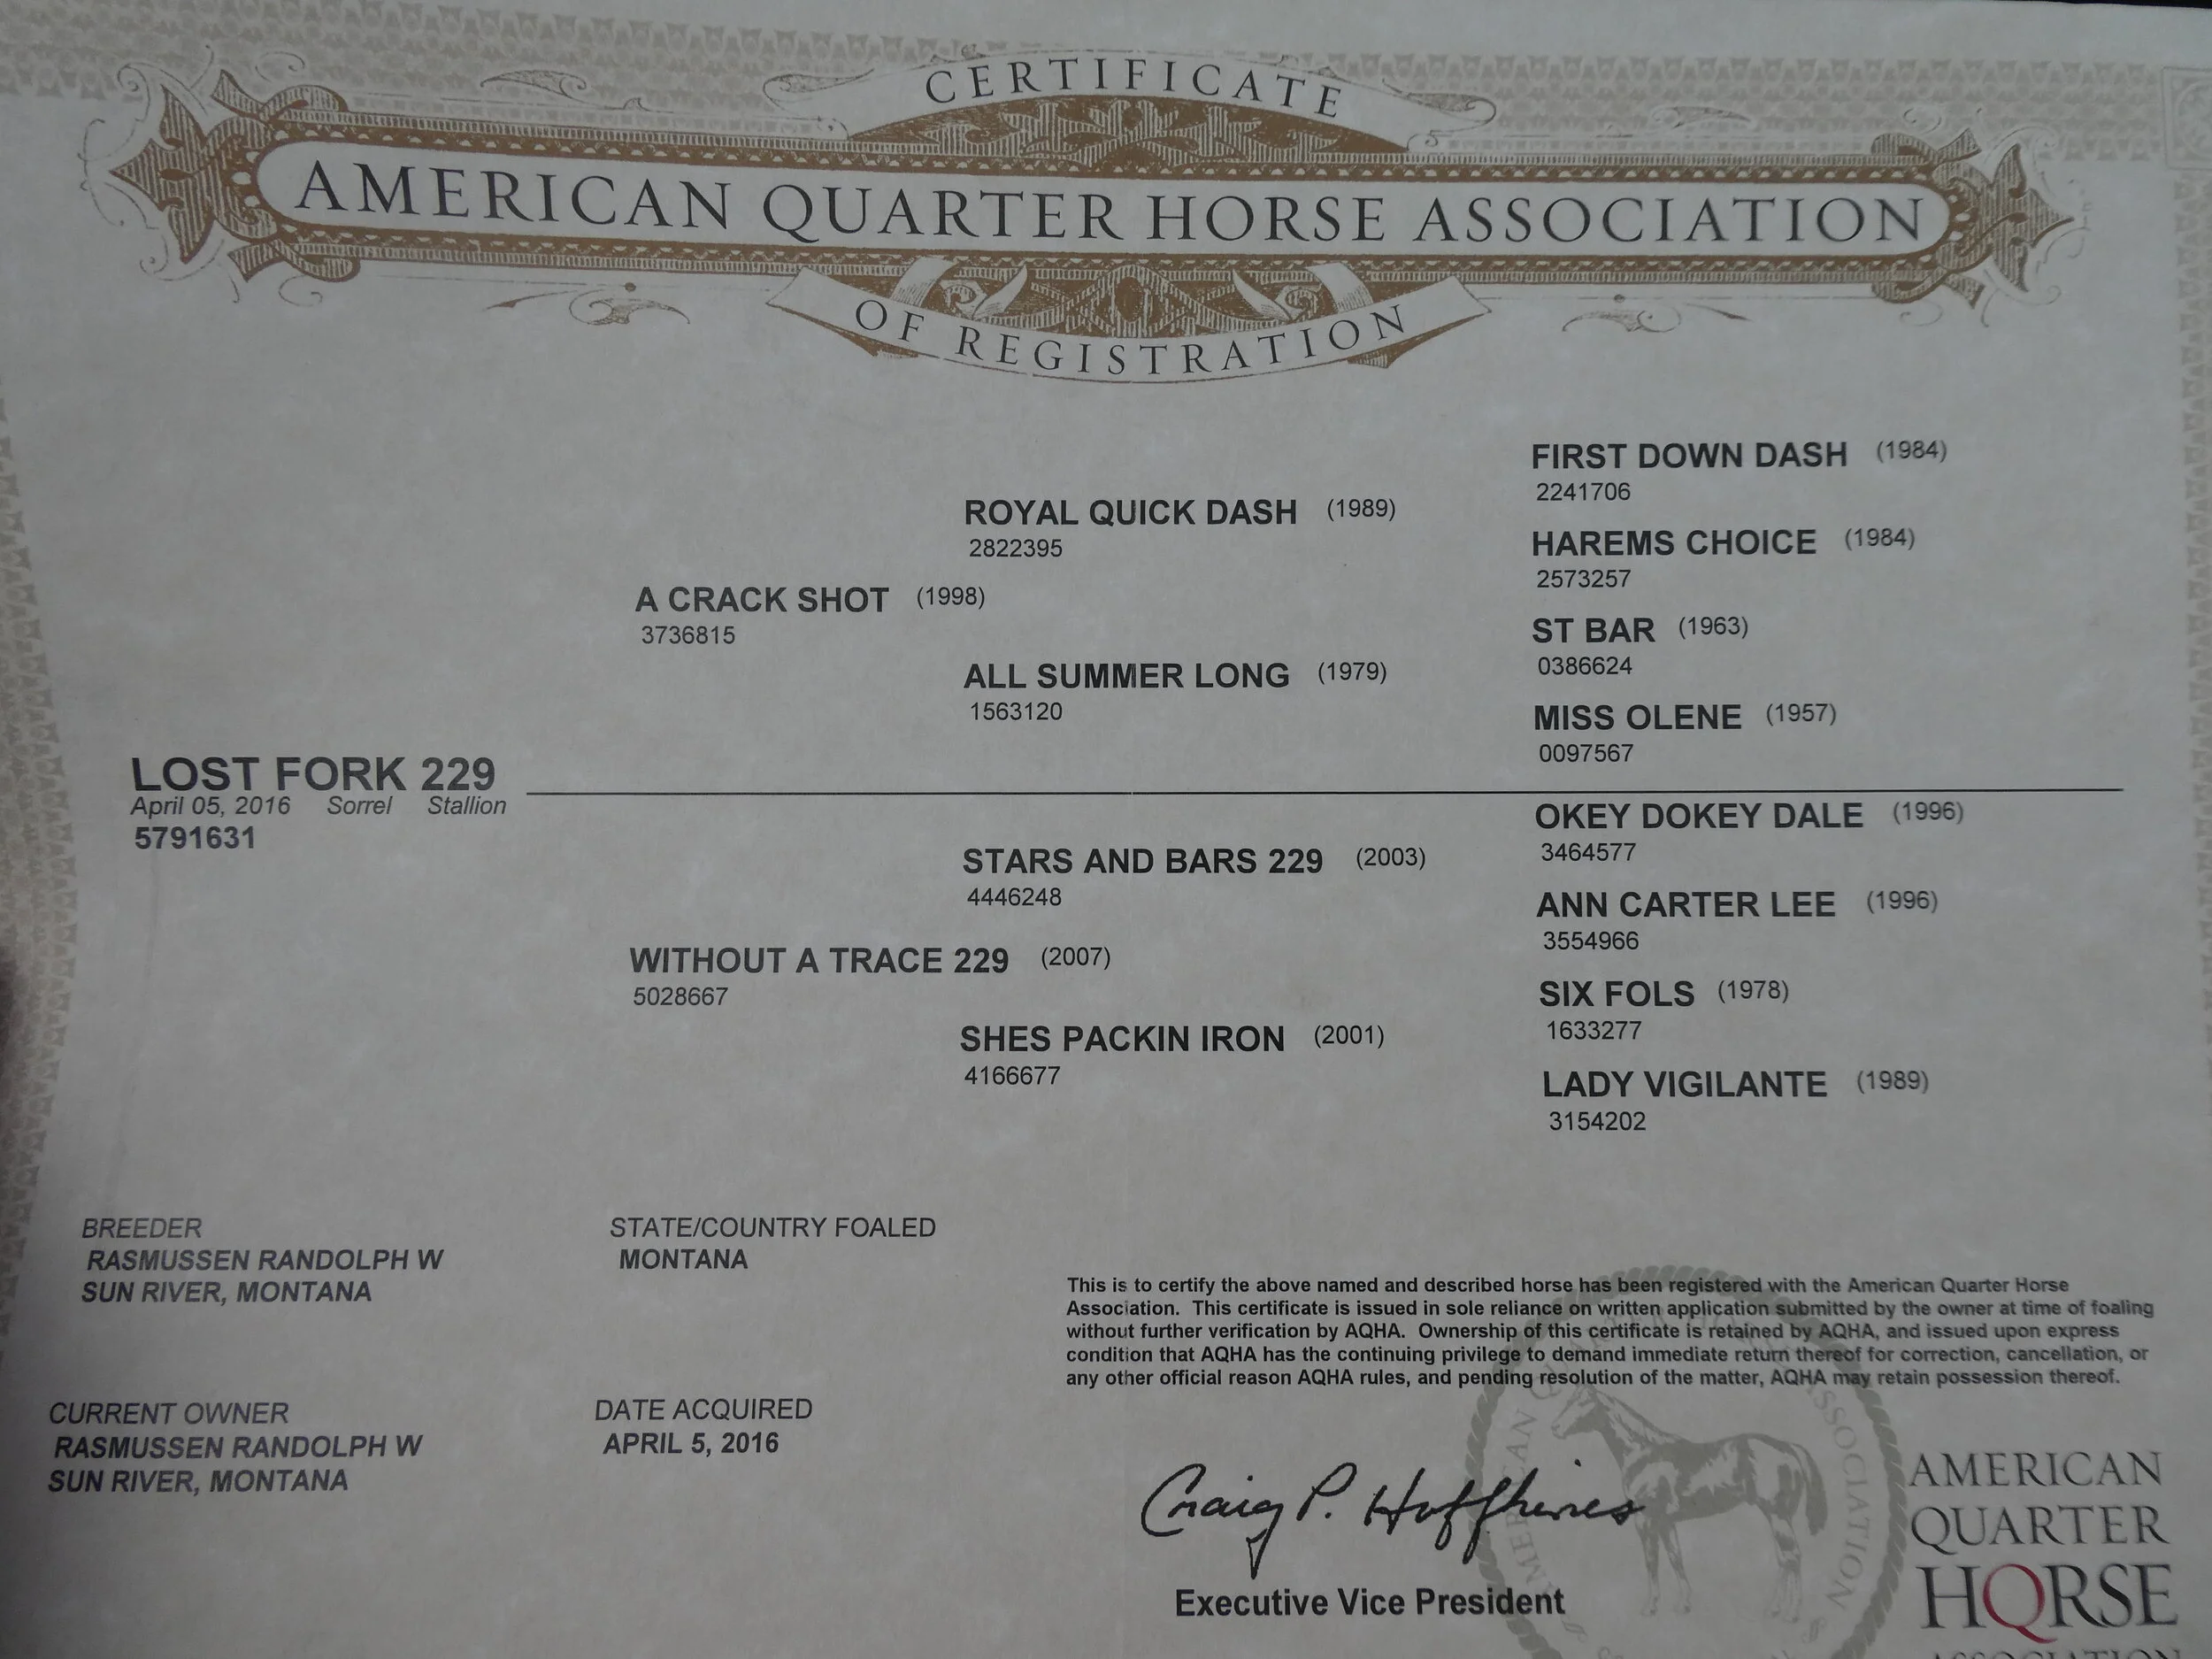 CERTIFICATE
AMERICAN QUARTER HORSE ASSOCIATION
OF REGISTRATION
FIRST DOWN DASH (1984)
2241706
ROYAL QUICK DASH (1989)
2822395
HAREMS CHOICE (1984)
2573257
A CRACK SHOT (1998)
3736815
ST BAR (1963)
0386624
ALL SUMMER LONG (1979)
1563120
MISS OLENE (1957)
0097567
LOST FORK 229
April 05, 2016 Sorrel Stallion
5791631
OKEY DOKEY DALE (1996)
3464577
STARS AND BARS 229 (2003)
4446248
ANN CARTER LEE (1996)
3554966
WITHOUT A TRACE 229 (2007)
5028667
SIX FOLS (1978)
1633277
SHES PACKIN IRON (2001)
4166677
LADY VIGILANTE (1989)
3154202
BREEDER
RASMUSSEN RANDOLPH W
SUN RIVER, MONTANA
STATE/COUNTRY FOALED
MONTANA
This is to certify the above named and described horse has been registered with the American Quarter Horse
Association. This certificate is issued in sole reliance on written application submitted by the owner at time of foaling
without further verification by AQHA. Ownership of this certificate is retained by AQHA, and issued upon express
condition that AQHA has the continuing privilege to demand immediate return thereof for correction, cancellation, or
any other official reason AQHA rules, and pending resolution of the matter, AQHA may retain possession thereof.
CURRENT OWNER
RASMUSSEN RANDOLPH W
SUN RIVER, MONTANA
DATE ACQUIRED
APRIL 5, 2016
Craig P. Huffhines
Executive Vice President
AMERICAN QUARTER HORSE ASSOCIATION
AMERICAN
QUARTER
HORSE
ASSOCIATION